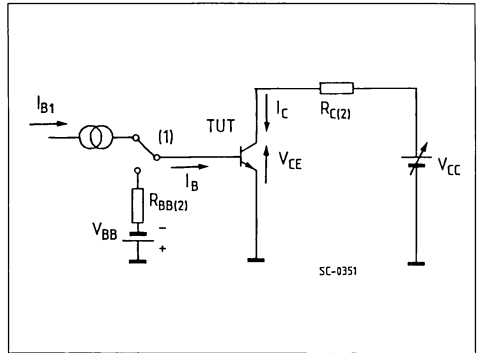 I_B1
(1)
TUT
I_C
R_C(2)
I_B
V_CE
V_CC
R_BB(2)
V_BB
−
+
SC-0351